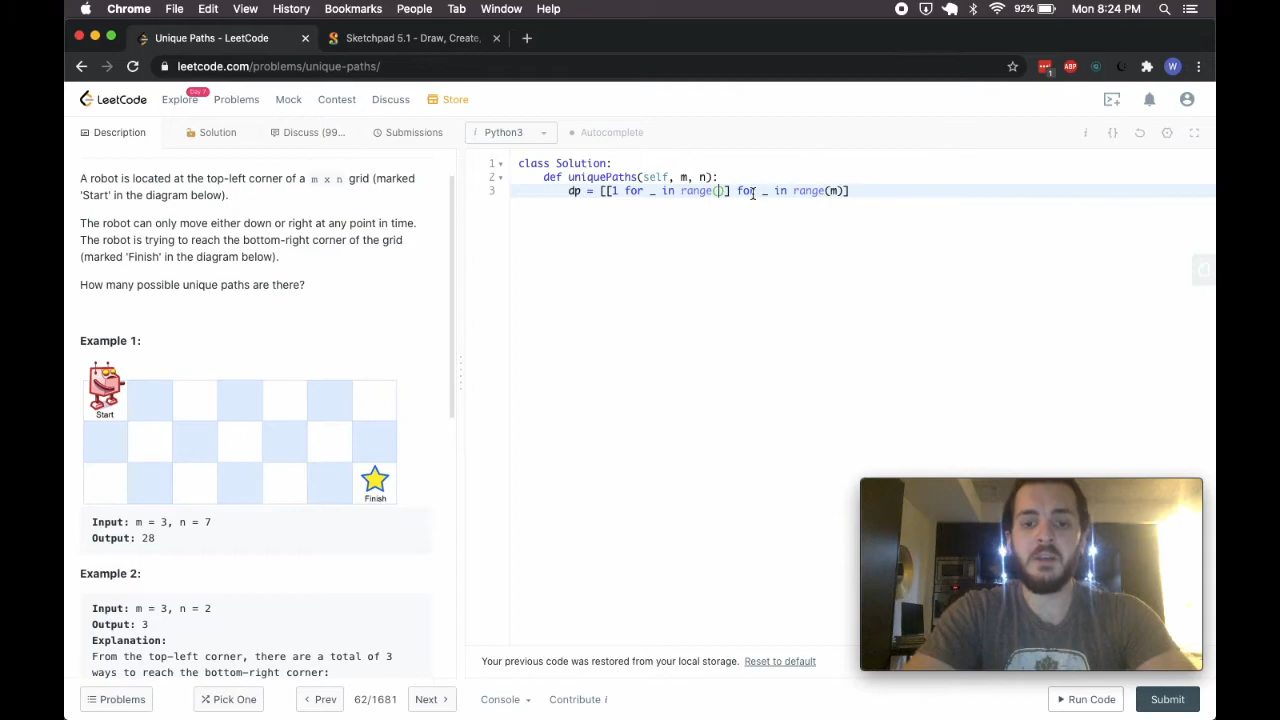 Chrome File Edit View History Bookmarks People Tab Window Help 92% Mon 8:24 PM
Unique Paths - LeetCode Sketchpad 5.1 - Draw, Create,
leetcode.com/problems/unique-paths/ 1 ABP W
LeetCode Explore Day 7 Problems Mock Contest Discuss Store
Description Solution Discuss (99... Submissions i Python3 Autocomplete i {}
A robot is located at the top-left corner of a m x n grid (marked
'Start' in the diagram below).
The robot can only move either down or right at any point in time.
The robot is trying to reach the bottom-right corner of the grid
(marked 'Finish' in the diagram below).
How many possible unique paths are there?
Example 1:
Start
Finish
Input: m = 3, n = 7
Output: 28
Example 2:
Input: m = 3, n = 2
Output: 3
Explanation:
From the top-left corner, there are a total of 3
ways to reach the bottom-right corner:
1 class Solution:
2 def uniquePaths(self, m, n):
3 dp = [[1 for _ in range()] for _ in range(m)]
Your previous code was restored from your local storage. Reset to default
Problems Pick One Prev 62/1681 Next Console Contribute i Run Code Submit